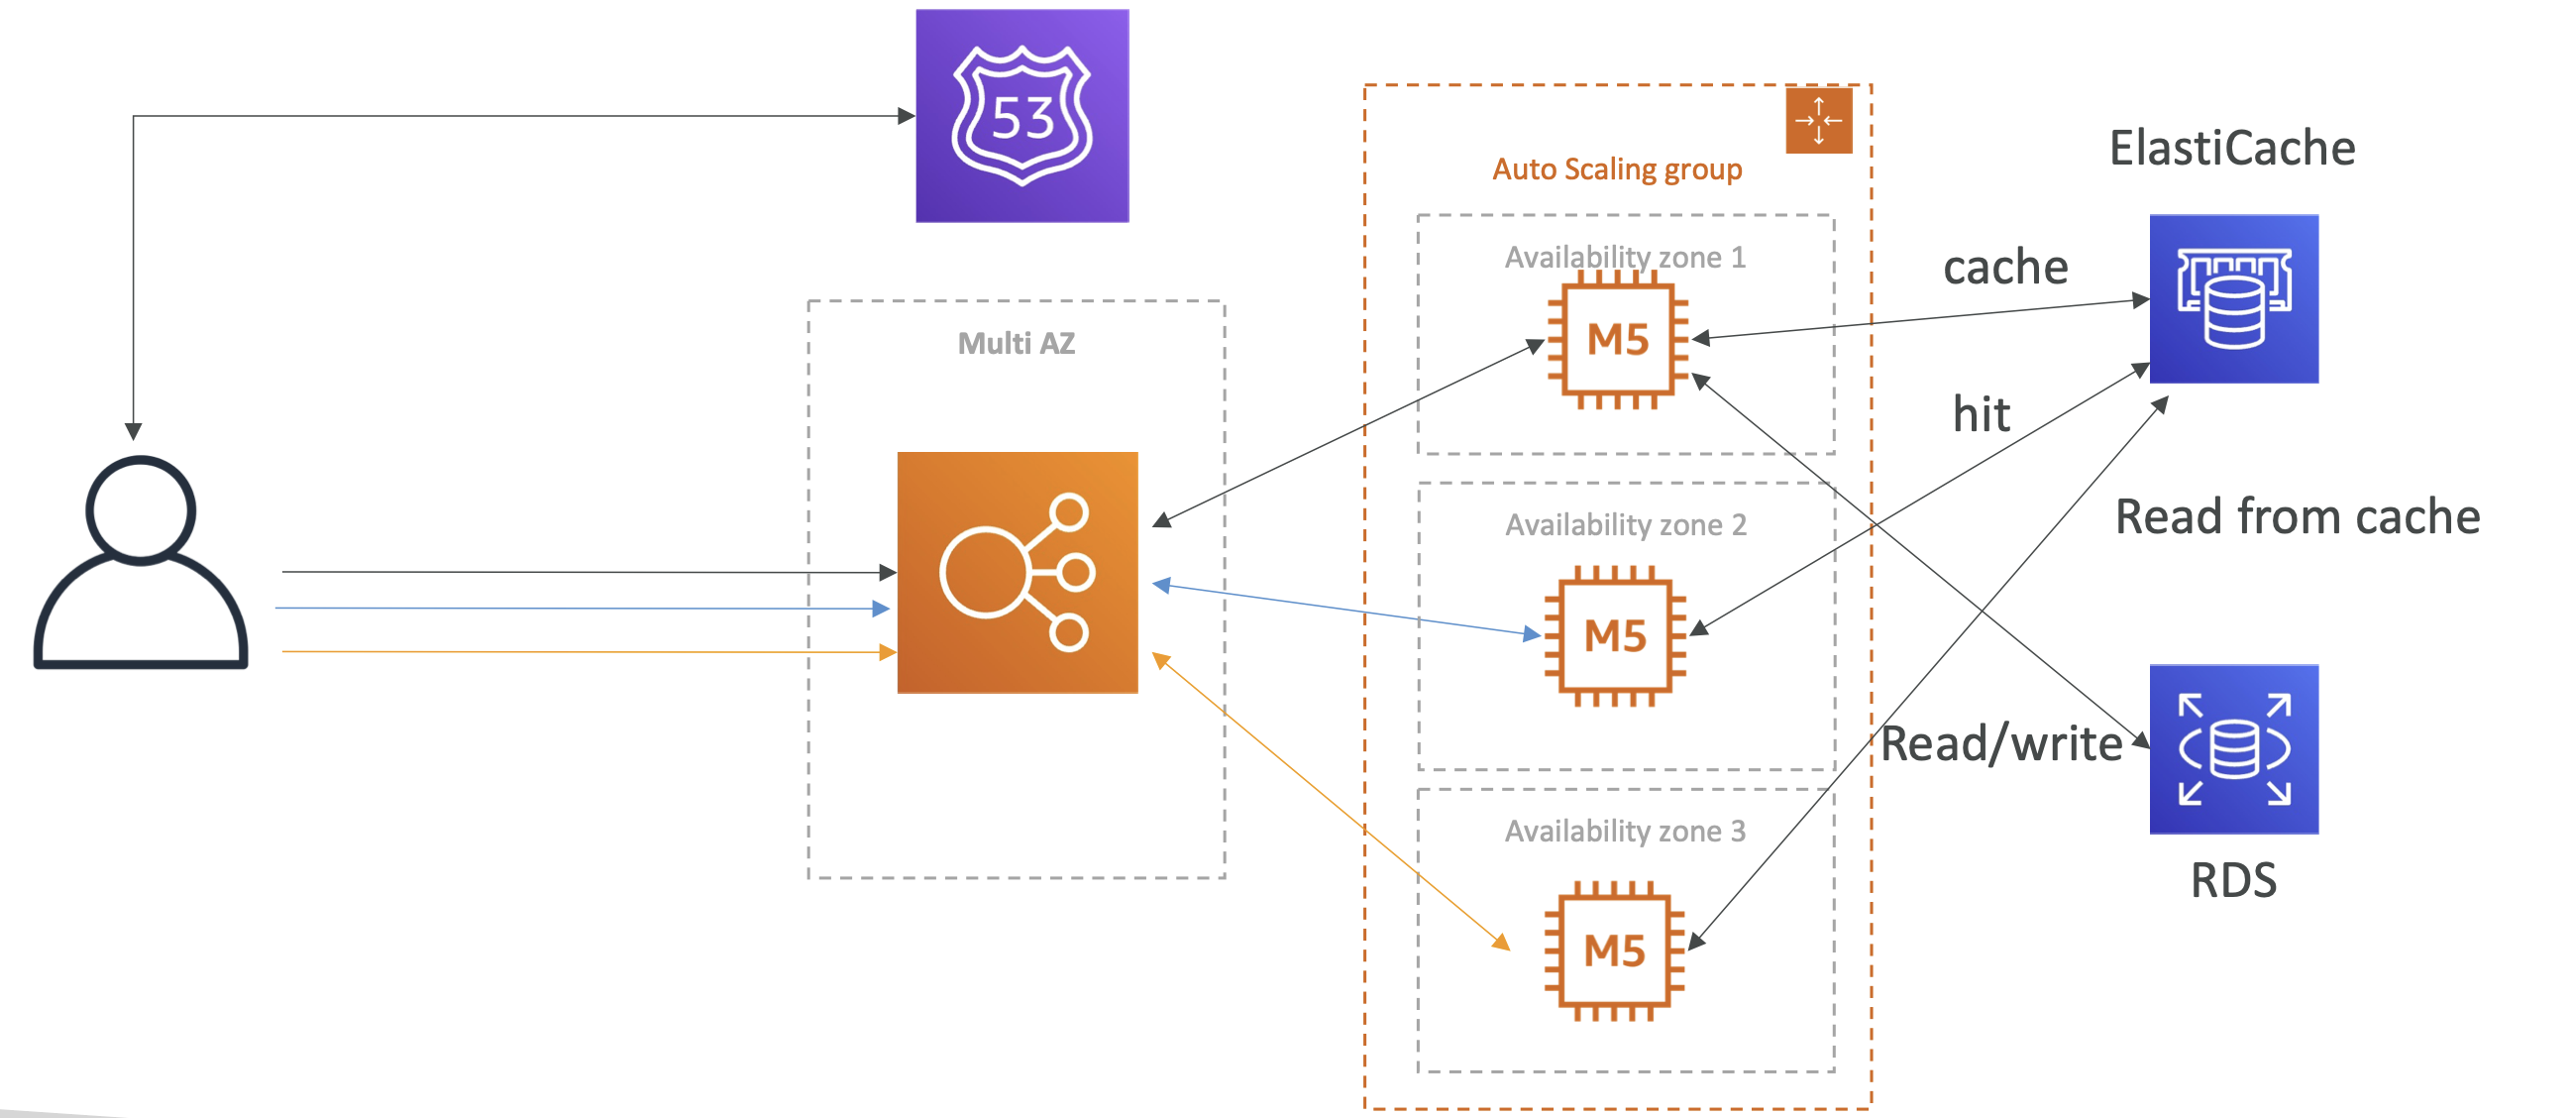 53
Auto Scaling group
ElastiCache
Availability zone 1
cache
M5
Multi AZ
hit
Availability zone 2
Read from cache
M5
Read/write
Availability zone 3
RDS
M5